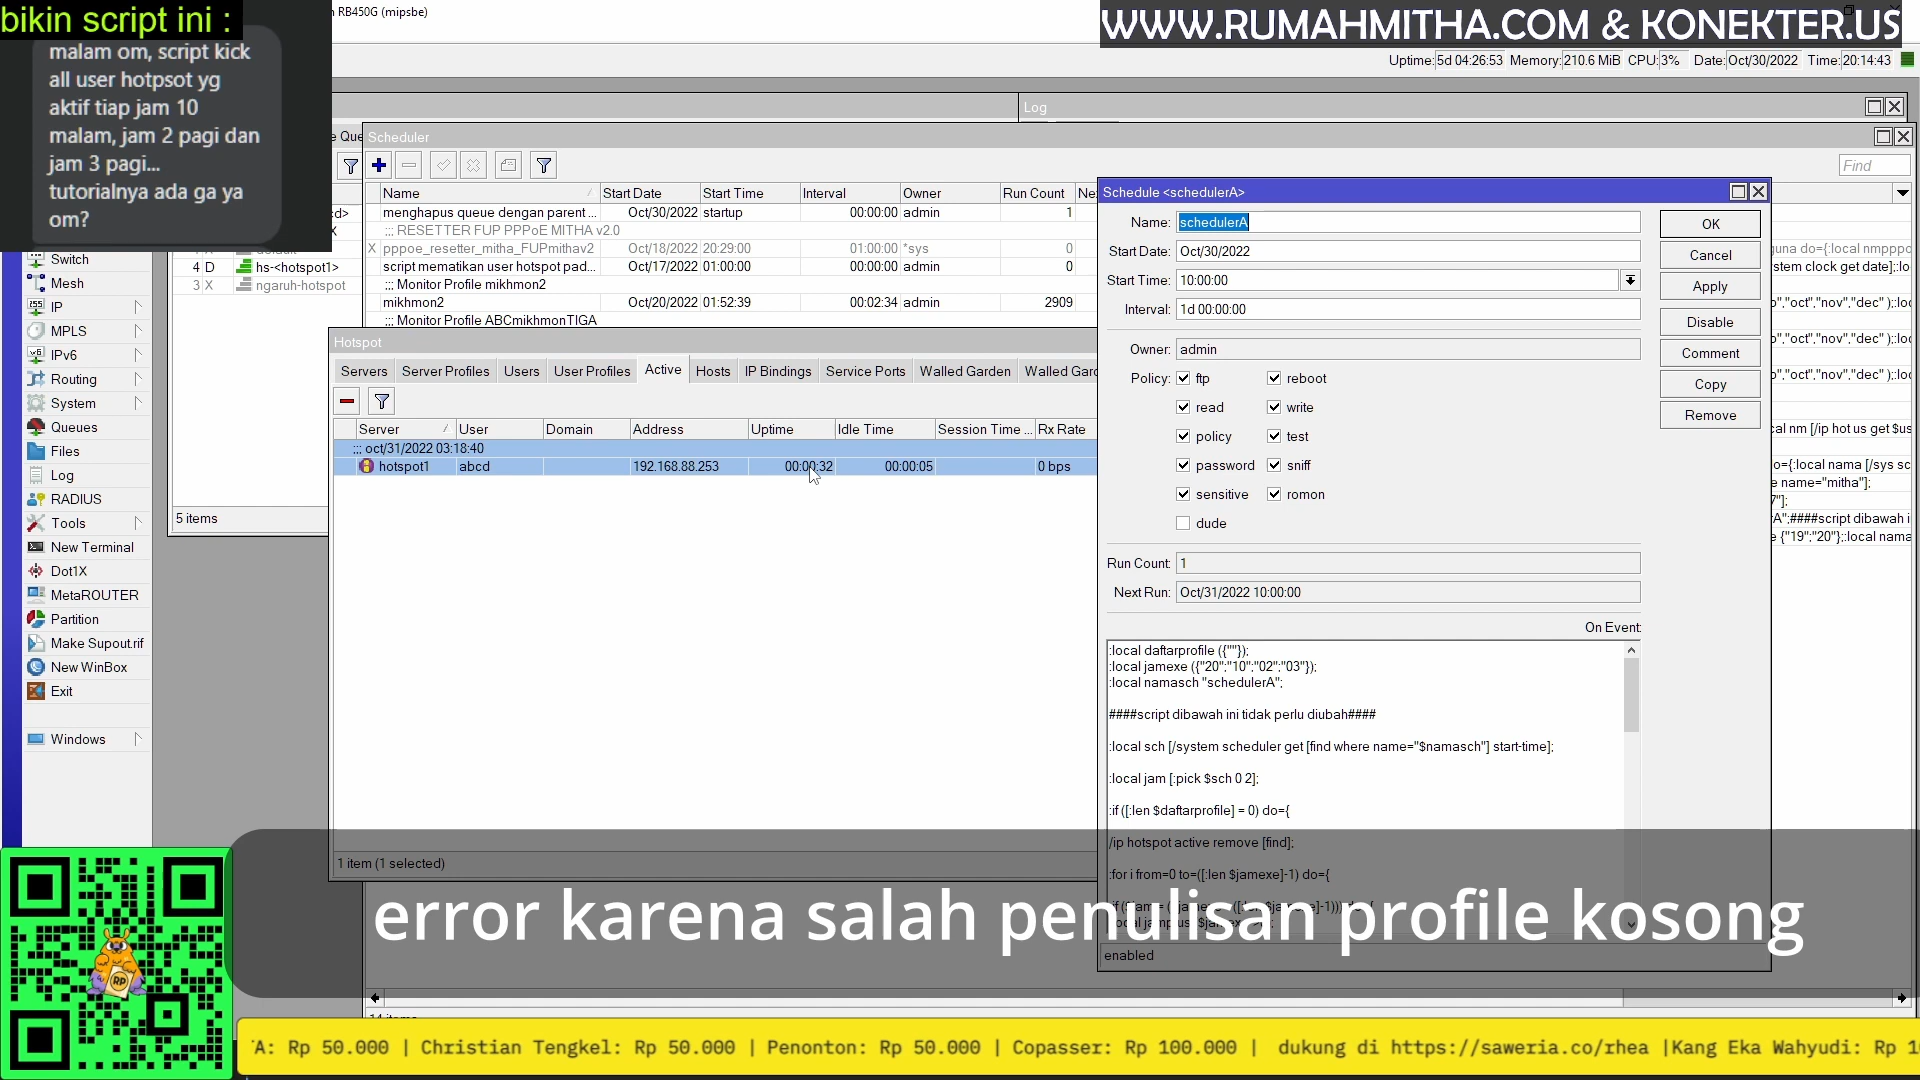 bikin script ini :
malam om, script kick
all user hotpsot yg
aktif tiap jam 10
malam, jam 2 pagi dan
jam 3 pagi...
tutorialnya ada ga ya
om?
RB450G (mipsbe)
WWW.RUMAHMITHA.COM & KONEKTER.US
Uptime: 5d 04:26:53 Memory: 210.6 MiB CPU: 3% Date: Oct/30/2022 Time: 20:14:43
Log
Scheduler
Find
Name Start Date Start Time Interval Owner Run Count
menghapus queue dengan parent ... Oct/30/2022 startup 00:00:00 admin 1
;;; RESETTER FUP PPPoE MITHA v2.0
X pppoe_resetter_mitha_FUPmithav2 Oct/18/2022 20:29:00 01:00:00 *sys 0
script mematikan user hotspot pad... Oct/17/2022 01:00:00 00:00:00 admin 0
;;; Monitor Profile mikhmon2
mikhmon2 Oct/20/2022 01:52:39 00:02:34 admin 2909
;;; Monitor Profile ABCmikhmonTIGA
4 D hs-<hotspot1>
3 X ngaruh-hotspot
5 items
Switch
Mesh
IP
MPLS
IPv6
Routing
System
Queues
Files
Log
RADIUS
Tools
New Terminal
Dot1X
MetaROUTER
Partition
Make Supout.rif
New WinBox
Exit
Windows
Hotspot
Servers Server Profiles Users User Profiles Active Hosts IP Bindings Service Ports Walled Garden
Server User Domain Address Uptime Idle Time Session Time ... Rx Rate
;;; oct/31/2022 03:18:40
hotspot1 abcd 192.168.88.253 00:00:32 00:00:05 0 bps
1 item (1 selected)
Schedule <schedulerA>
Name: schedulerA
Start Date: Oct/30/2022
Start Time: 10:00:00
Interval: 1d 00:00:00
Owner: admin
Policy: ftp reboot
read write
policy test
password sniff
sensitive romon
dude
Run Count: 1
Next Run: Oct/31/2022 10:00:00
On Event:
:local daftarprofile ({""});
:local jamexe ({"20";"10";"02";"03"});
:local namasch "schedulerA";
####script dibawah ini tidak perlu diubah####
:local sch [/system scheduler get [find where name="$namasch"] start-time];
:local jam [:pick $sch 0 2];
:if ([:len $daftarprofile] = 0) do={
/ip hotspot active remove [find];
:for i from=0 to=([:len $jamexe]-1) do={
enabled
OK
Cancel
Apply
Disable
Comment
Copy
Remove
error karena salah penulisan profile kosong
A: Rp 50.000 | Christian Tengkel: Rp 50.000 | Penonton: Rp 50.000 | Copasser: Rp 100.000 | dukung di https://saweria.co/rhea |Kang Eka Wahyudi: Rp